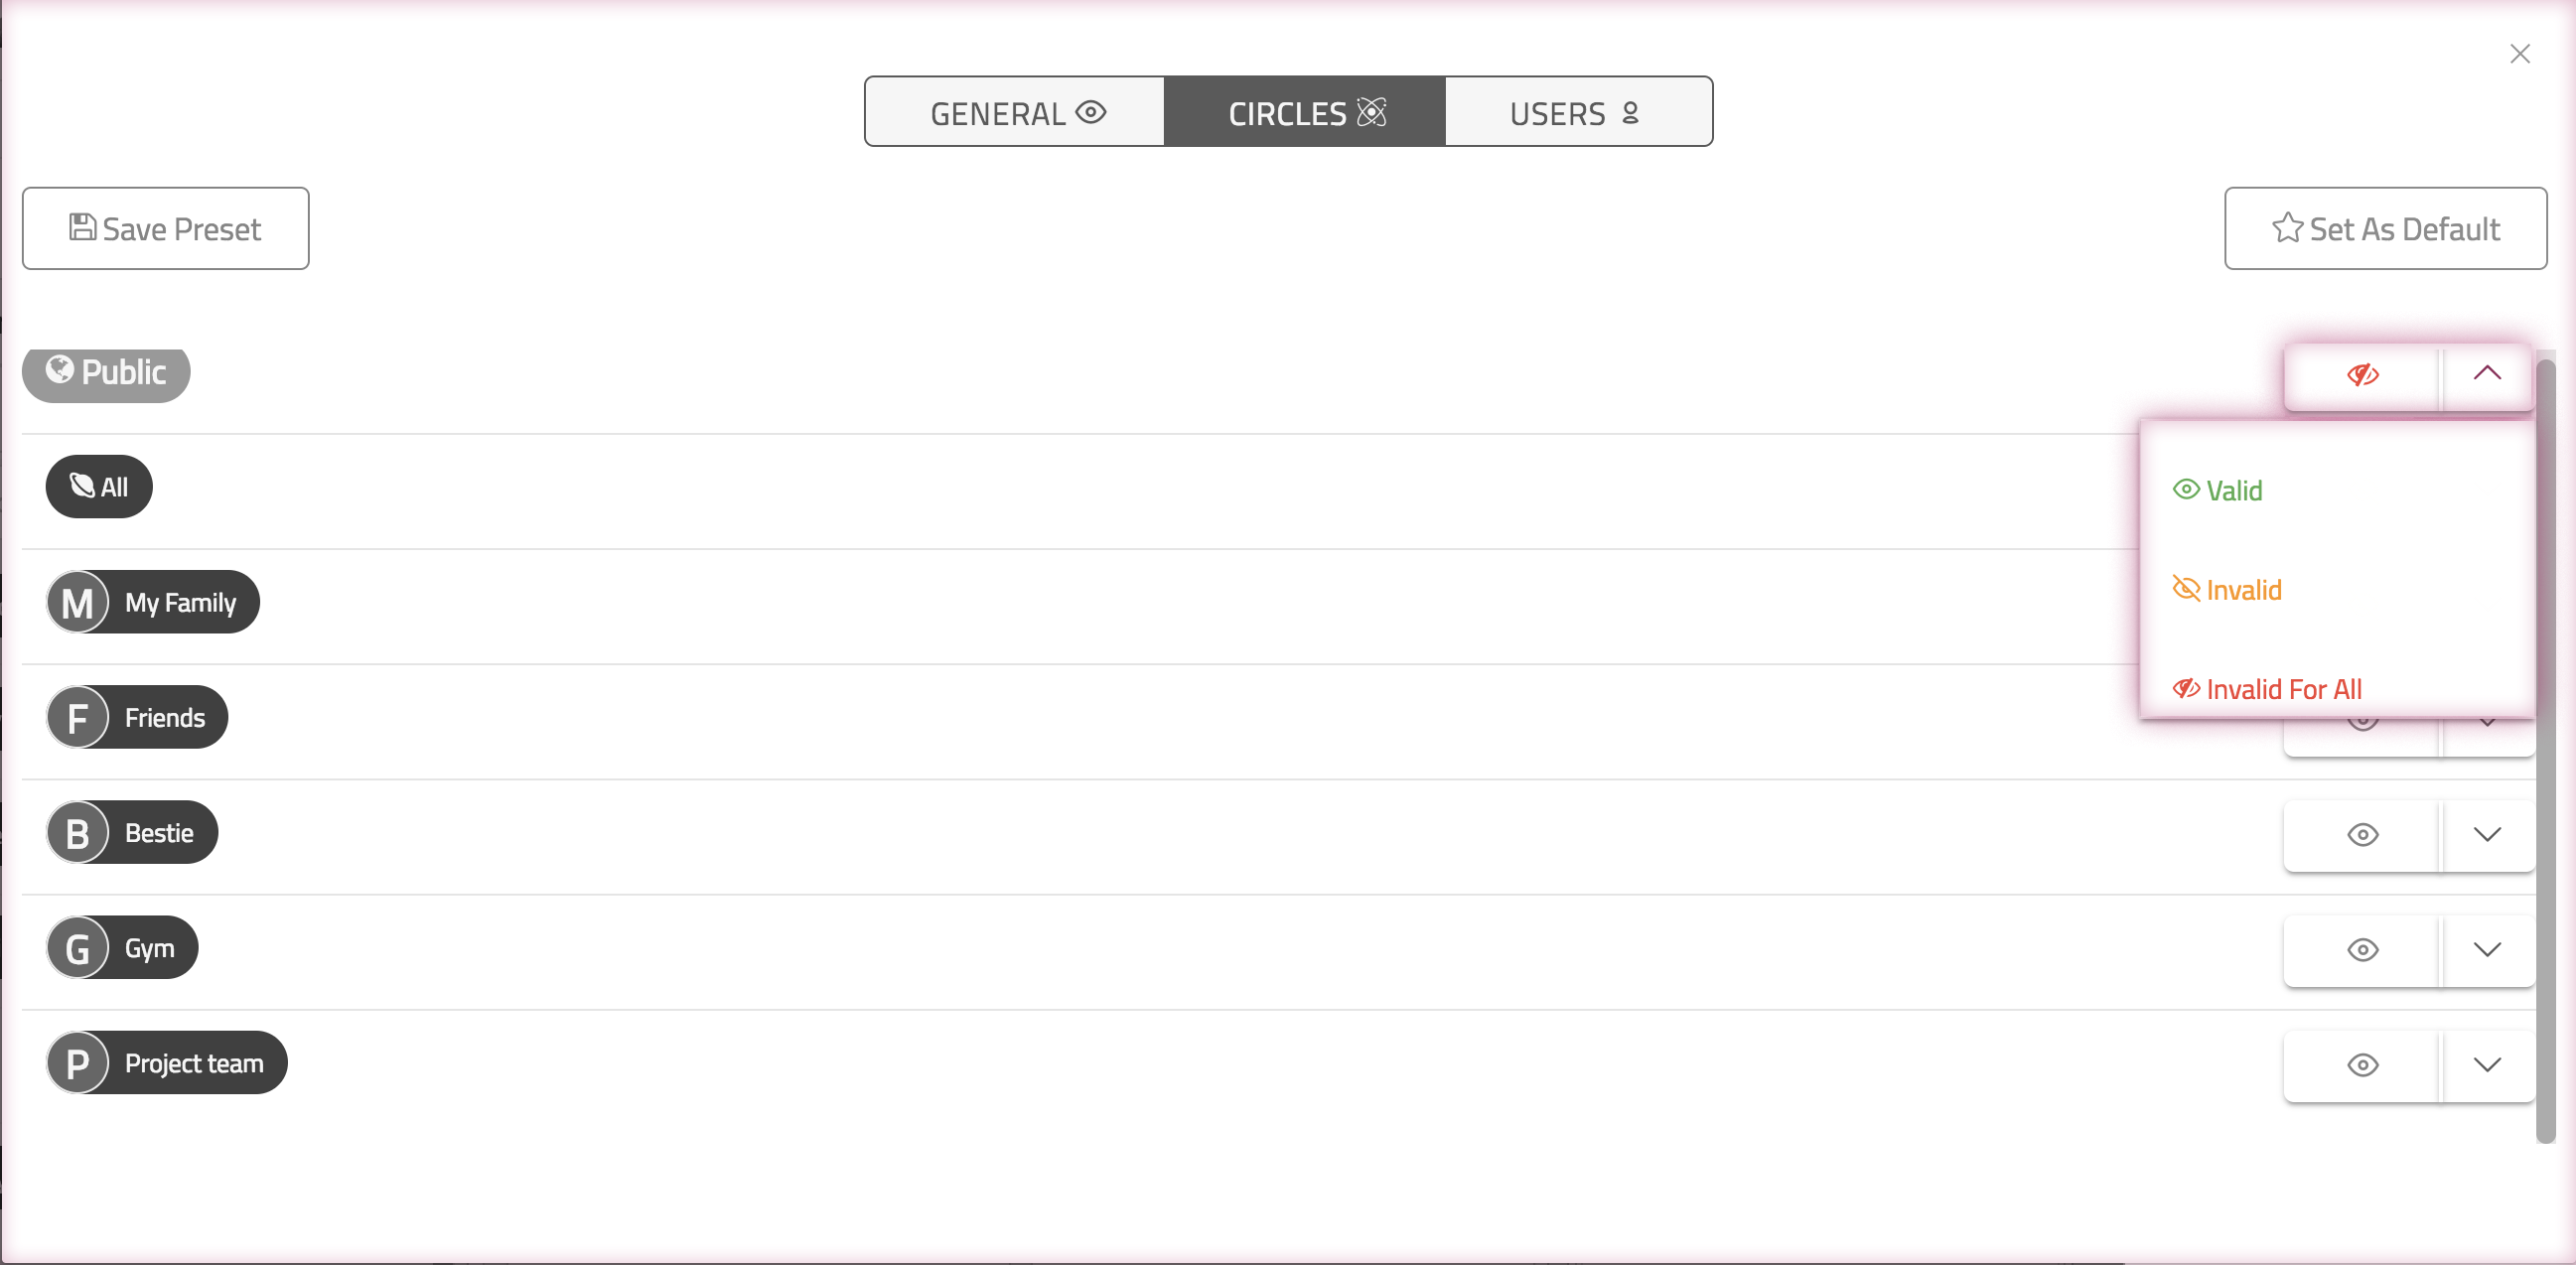 GENERAL CIRCLES USERS
Save Preset
Set As Default
Public
All
Valid
Invalid
M My Family
Invalid For All
F Friends
B Bestie
G Gym
P Project team